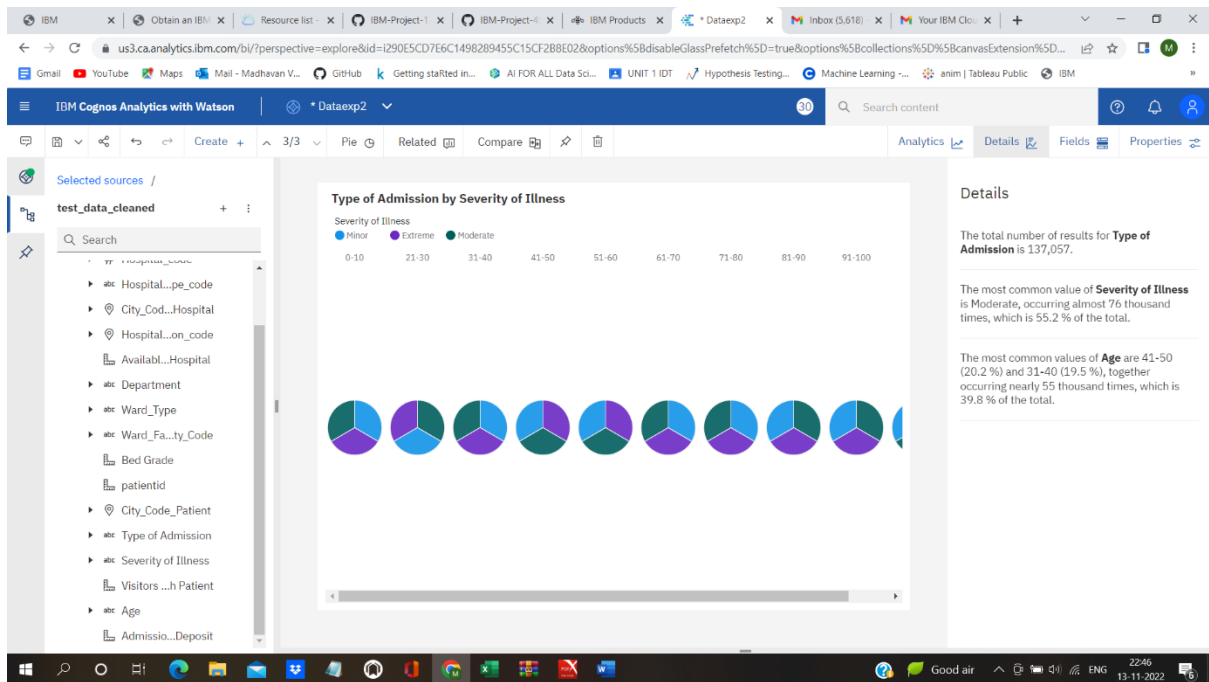 IBM
Obtain an IBM
Resource list -
IBM-Project-1
IBM-Project-4
IBM Products
* Dataexp2
Inbox (5,618) -
Your IBM Clou
us3.ca.analytics.ibm.com/bi/?perspective=explore&id=i290E5CD7E6C1498289455C15CF2B8E02&options%5BdisableGlassPrefetch%5D=true&options%5Bcollections%5D%5BcanvasExtension%5D...
M
Gmail YouTube Maps Mail - Madhavan V... GitHub Getting staRted in... AI FOR ALL Data Sci... UNIT 1 IDT Hypothesis Testing... Machine Learning -... anim | Tableau Public IBM »
IBM Cognos Analytics with Watson * Dataexp2 30 Search content
Create + 3/3 Pie Related Compare Analytics Details Fields Properties
Selected sources /
test_data_cleaned
Search
Hospital_code
Hospital...pe_code
City_Cod...Hospital
Hospital...on_code
Availabl...Hospital
Department
Ward_Type
Ward_Fa...ty_Code
Bed Grade
patientid
City_Code_Patient
Type of Admission
Severity of Illness
Visitors ...h Patient
Age
Admissio...Deposit
Type of Admission by Severity of Illness
Severity of Illness
Minor Extreme Moderate
0-10 21-30 31-40 41-50 51-60 61-70 71-80 81-90 91-100
Details
The total number of results for Type of
Admission is 137,057.
The most common value of Severity of Illness
is Moderate, occurring almost 76 thousand
times, which is 55.2 % of the total.
The most common values of Age are 41-50
(20.2 %) and 31-40 (19.5 %), together
occurring nearly 55 thousand times, which is
39.8 % of the total.
Good air ENG 22:46
13-11-2022